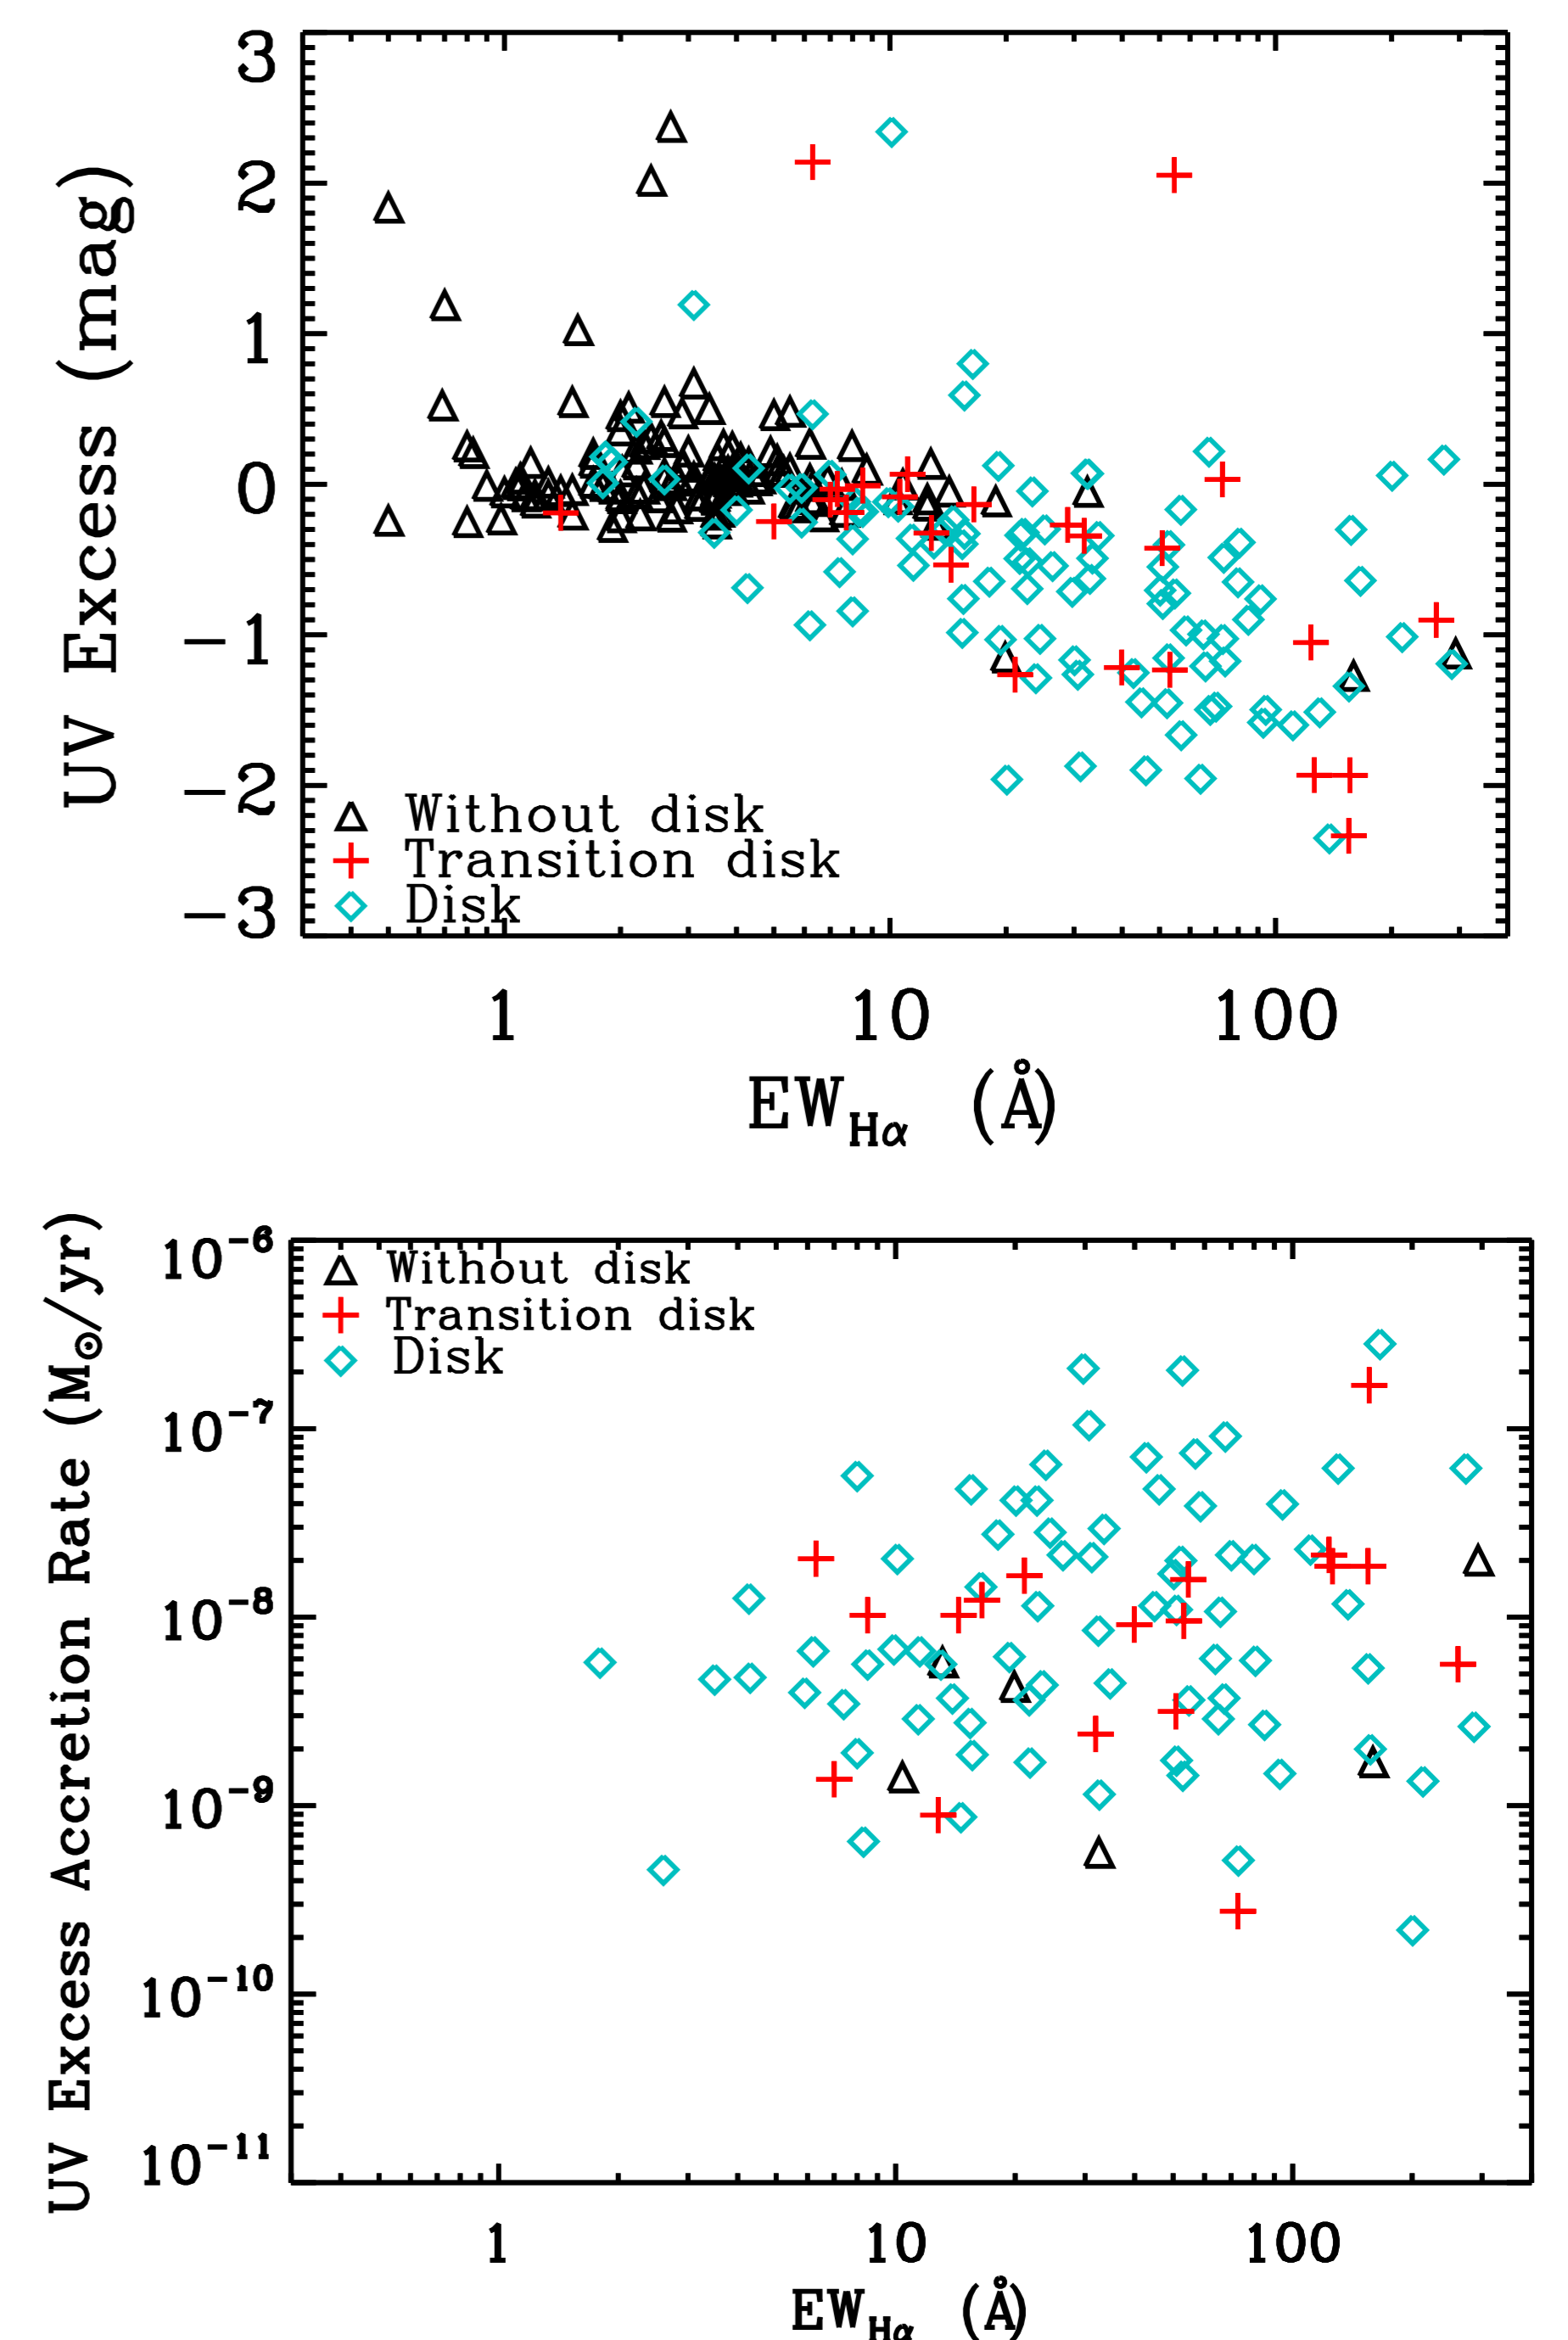 UV Excess (mag)
3
2
1
0
−1
−2
−3
Without disk
Transition disk
Disk
1 10 100
EW_Hα (Å)
UV Excess Accretion Rate (M⊙/yr)
10^−6
10^−7
10^−8
10^−9
10^−10
10^−11
Without disk
Transition disk
Disk
1 10 100
EW_Hα (Å)